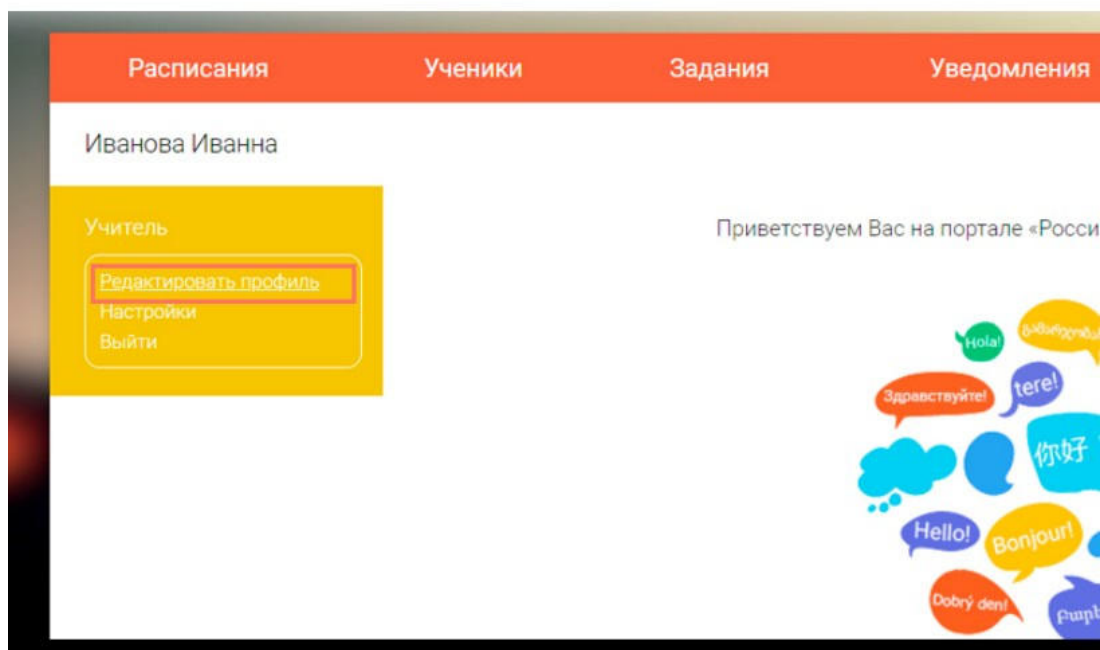 Расписания Ученики Задания Уведомления
Иванова Иванна
Учитель
Редактировать профиль
Настройки
Выйти
Приветствуем Вас на портале «Росси
Hola!
Здравствуйте!
tere!
你好
Hello!
Bonjour!
Dobrý den!